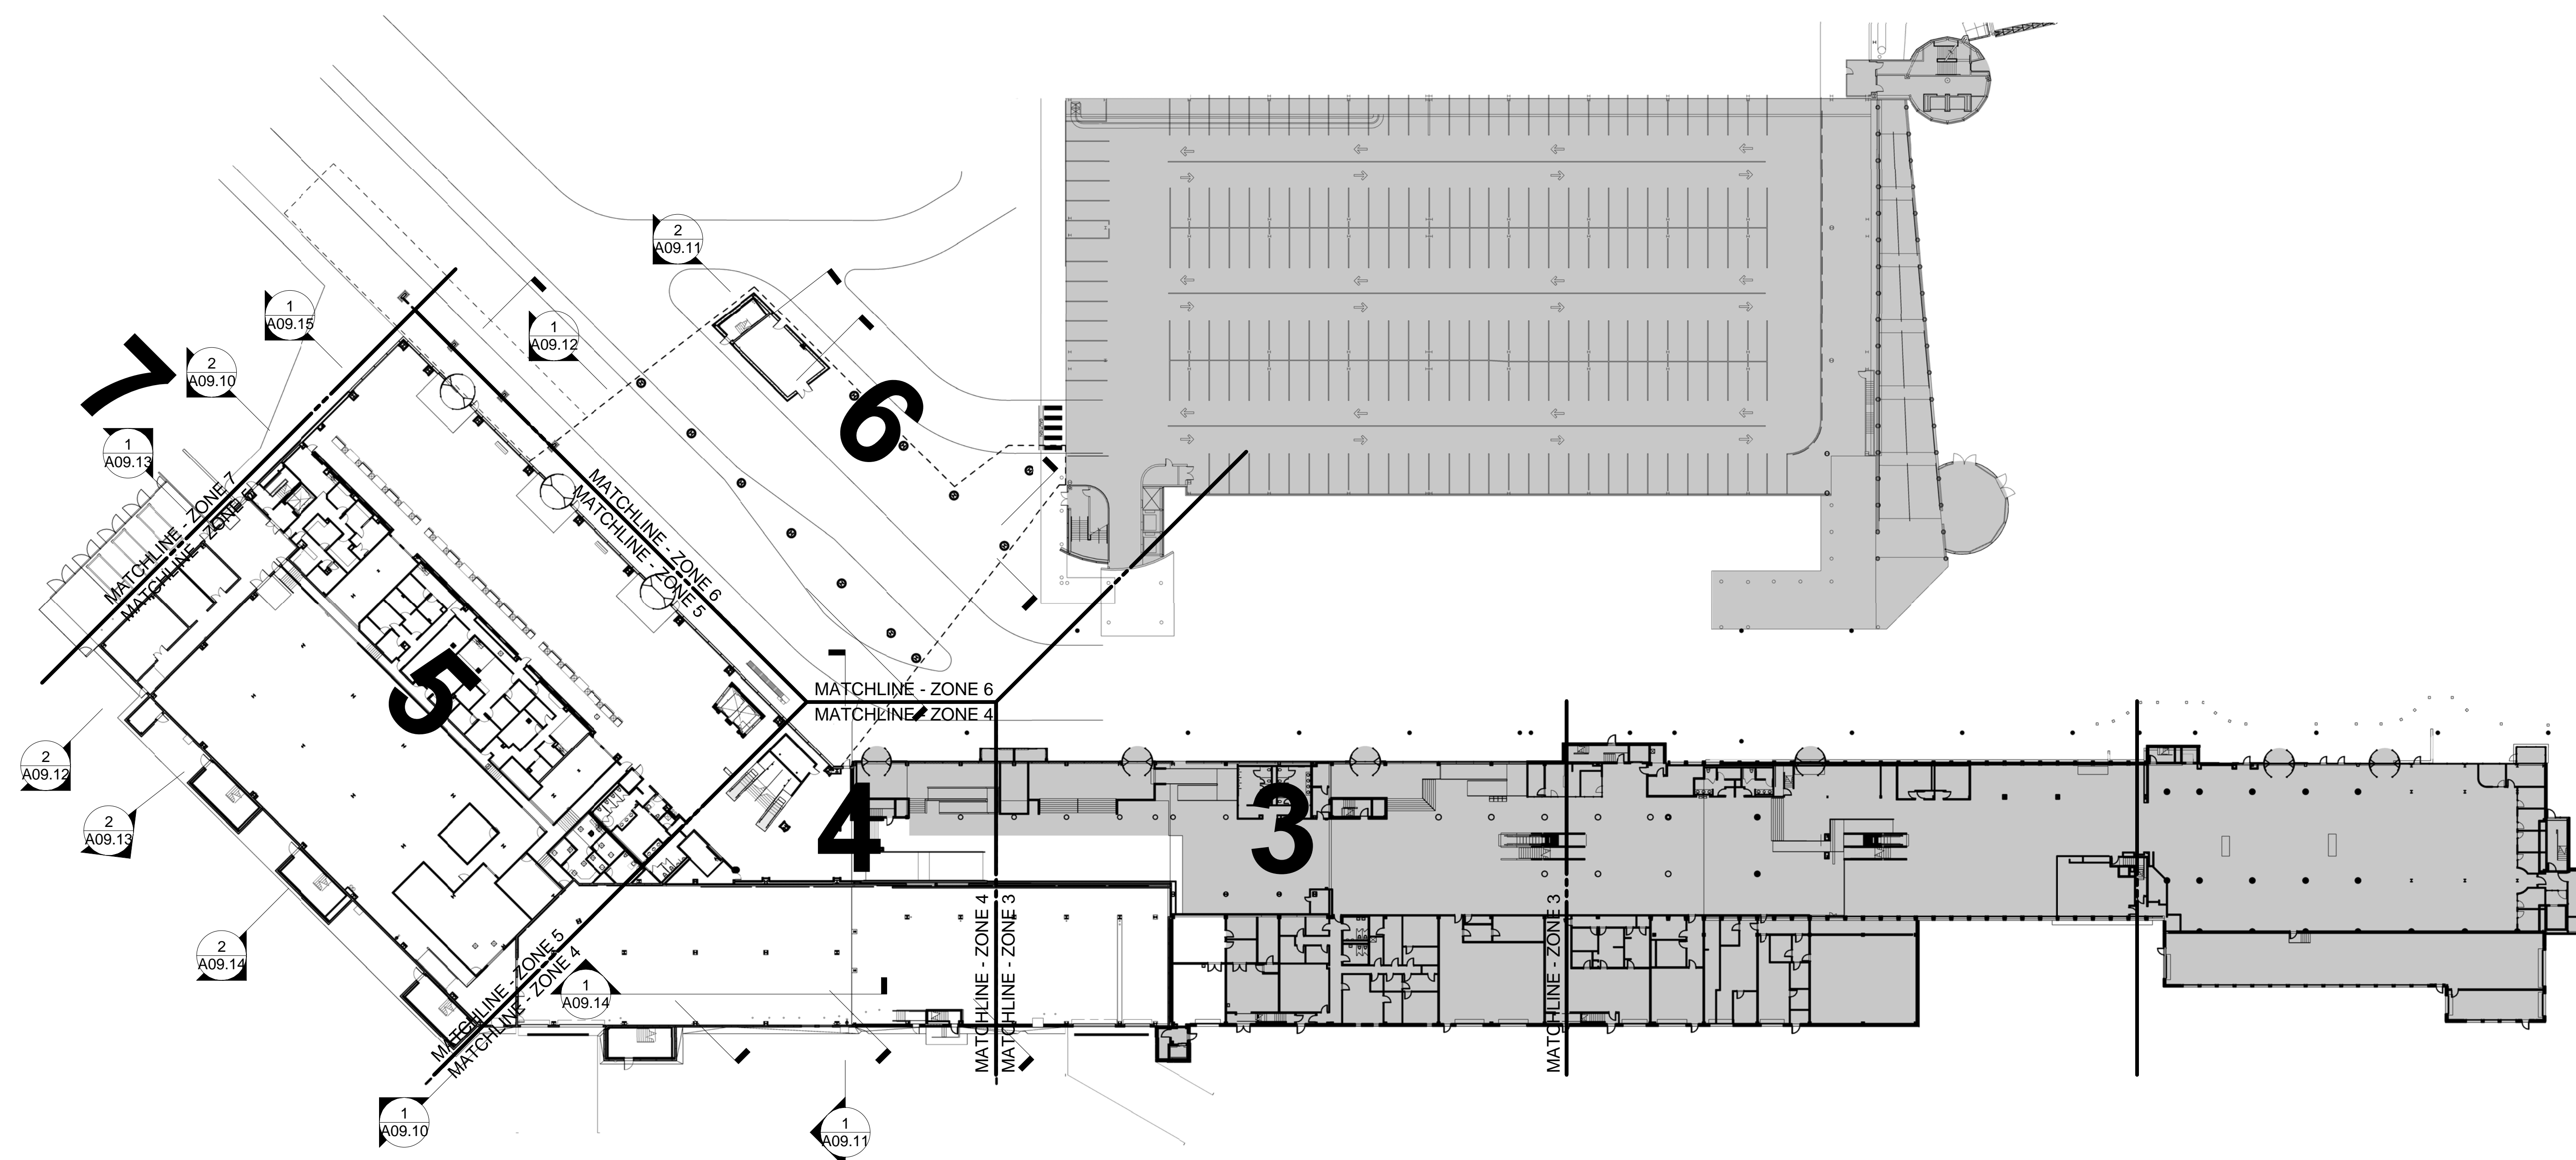 2
A09.11
1
A09.15
1
A09.12
2
A09.10
7
6
1
A09.13
MATCHLINE - ZONE 7
MATCHLINE - ZONE 5
MATCHLINE - ZONE 6
MATCHLINE - ZONE 5
5
MATCHLINE - ZONE 6
MATCHLINE - ZONE 4
2
A09.12
2
A09.13
4
3
2
A09.14
MATCHLINE - ZONE 5
MATCHLINE - ZONE 4
MATCHLINE - ZONE 4
MATCHLINE - ZONE 3
MATCHLINE - ZONE 3
1
A09.14
1
A09.10
1
A09.11